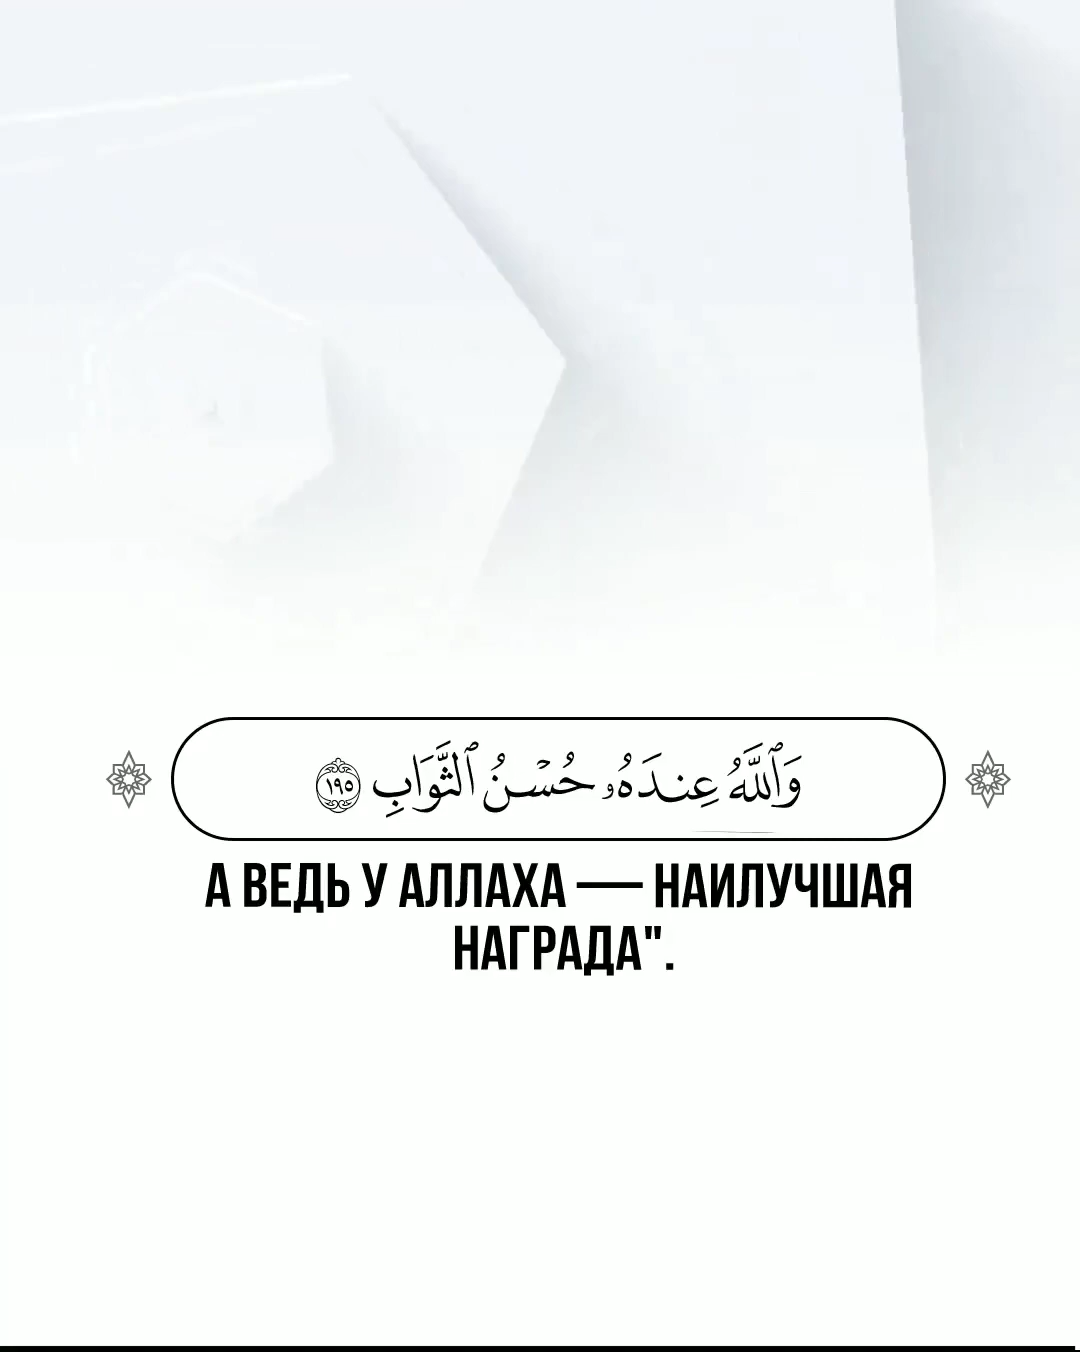 وَٱللَّهُ عِندَهُۥ حُسۡنُ ٱلثَّوَابِ ١٩٥
А ВЕДЬ У АЛЛАХА — НАИЛУЧШАЯ
НАГРАДА".